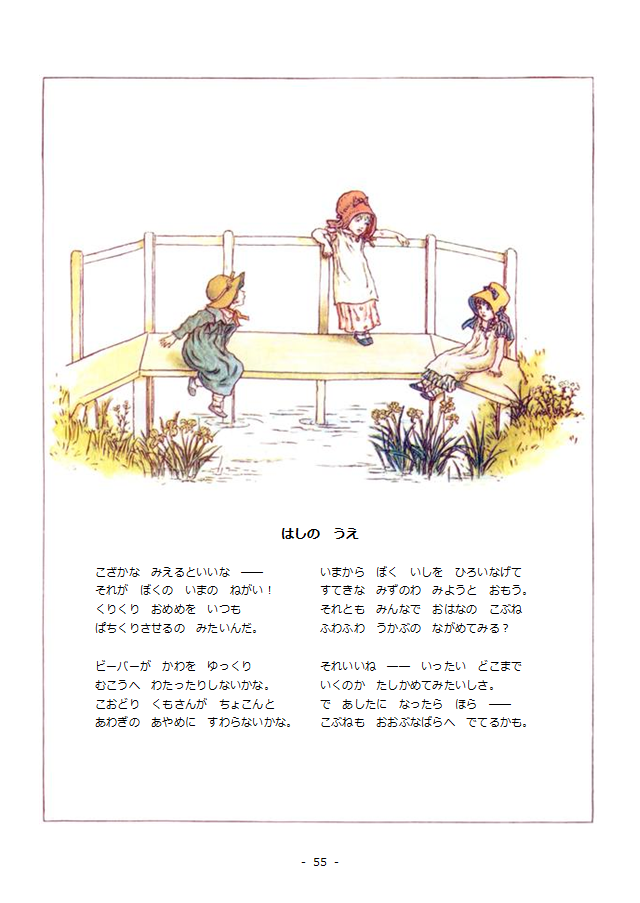 はしの　うえ
こざかな　みえるといいな　――
それが　ぼくの　いまの　ねがい！
くりくり　おめめを　いつも
ぱちくりさせるの　みたいんだ。
ビーバーが　かわを　ゆっくり
むこうへ　わたったりしないかな。
こおどり　くもさんが　ちょこんと
あわぎの　あやめに　すわらないかな。
いまから　ぼく　いしを　ひろいなげて
すてきな　みずのわ　みようと　おもう。
それとも　みんなで　おはなの　こぶね
ふわふわ　うかぶの　ながめてみる？
それいいね　――　いったい　どこまで
いくのか　たしかめてみたいしさ。
で　あしたに　なったら　ほら　――
こぶねも　おおぶなばらへ　でてるかも。
- 55 -